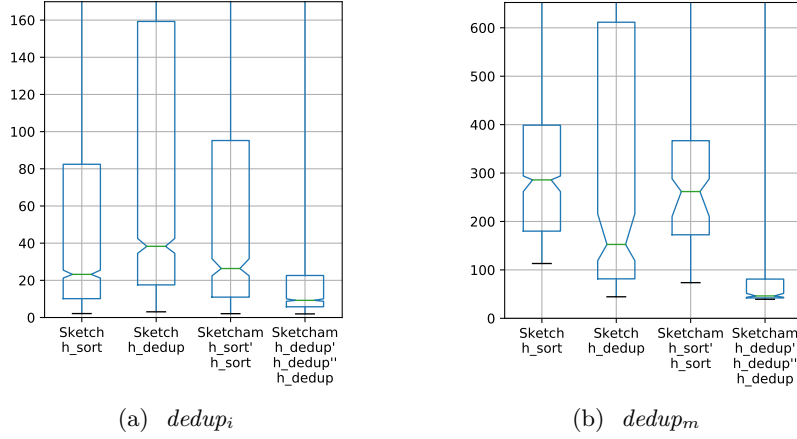 160
140
120
100
80
60
40
20
0
Sketch
h_sort
Sketch
h_dedup
Sketcham
h_sort'
h_sort
Sketcham
h_dedup'
h_dedup''
h_dedup
(a) dedupᵢ
600
500
400
300
200
100
0
Sketch
h_sort
Sketch
h_dedup
Sketcham
h_sort'
h_sort
Sketcham
h_dedup'
h_dedup''
h_dedup
(b) dedupₘ